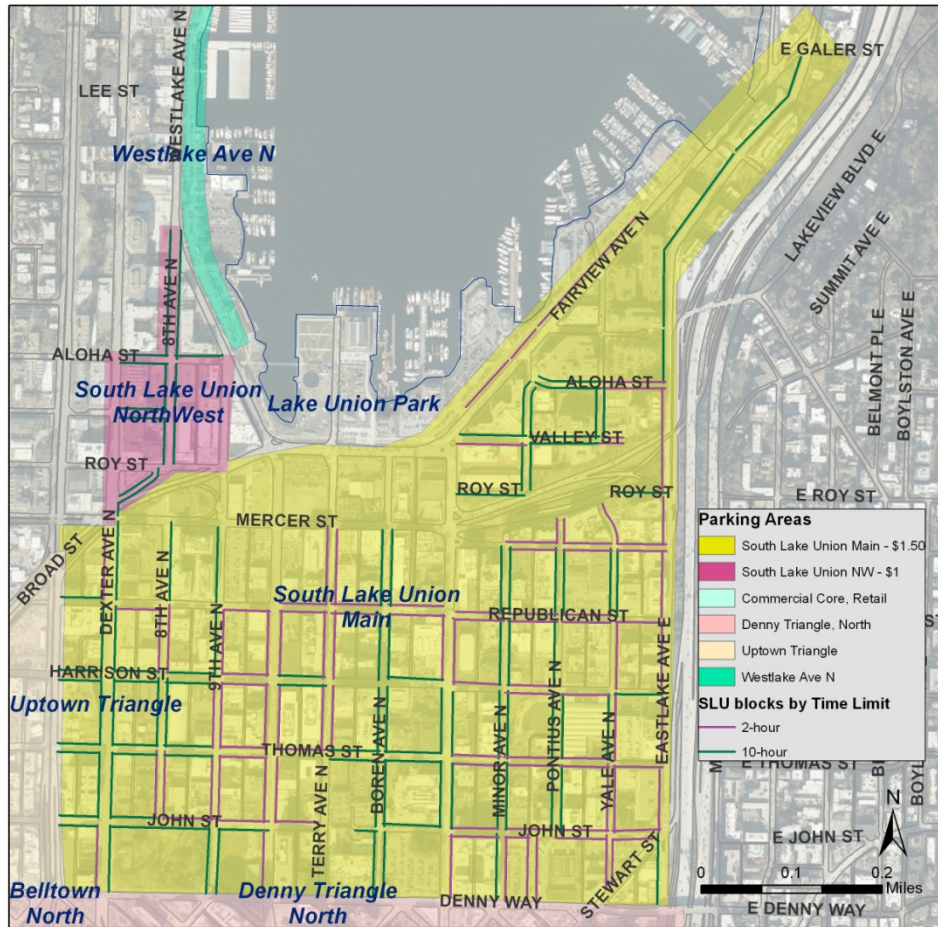 E GALER ST
LEE ST
WESTLAKE AVE N
Westlake Ave N
LAKEVIEW BLVD E
SUMMIT AVE E
FAIRVIEW AVE N
8TH AVE N
BELMONT PL E
BOYLSTON AVE E
ALOHA ST
ALOHA ST
South Lake Union
NorthWest
Lake Union Park
VALLEY ST
ROY ST
ROY ST
ROY ST
E ROY ST
MERCER ST
BROAD ST
DEXTER AVE N
8TH AVE N
9TH AVE N
South Lake Union
Main
REPUBLICAN ST
HARRISON ST
Uptown Triangle
THOMAS ST
TERRY AVE N
BOREN AVE N
MINOR AVE N
PONTIUS AVE N
YALE AVE N
EASTLAKE AVE E
JOHN ST
JOHN ST
STEWART ST
Belltown
North
Denny Triangle
North
DENNY WAY
Parking Areas
South Lake Union Main - $1.50
South Lake Union NW - $1
Commercial Core, Retail
Denny Triangle, North
Uptown Triangle
Westlake Ave N
SLU blocks by Time Limit
2-hour
10-hour
E THOMAS ST
E JOHN ST
N
0 0.1 0.2
Miles
E DENNY WAY